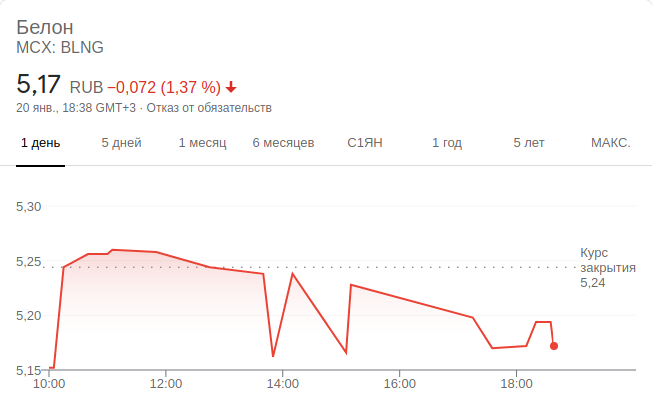 Белон
MCX: BLNG
5,17 RUB −0,072 (1,37 %)
20 янв., 18:38 GMT+3 · Отказ от обязательств
1 день 5 дней 1 месяц 6 месяцев С1ЯН 1 год 5 лет МАКС.
5,30
5,25
5,20
5,15
Курс
закрытия
5,24
10:00 12:00 14:00 16:00 18:00